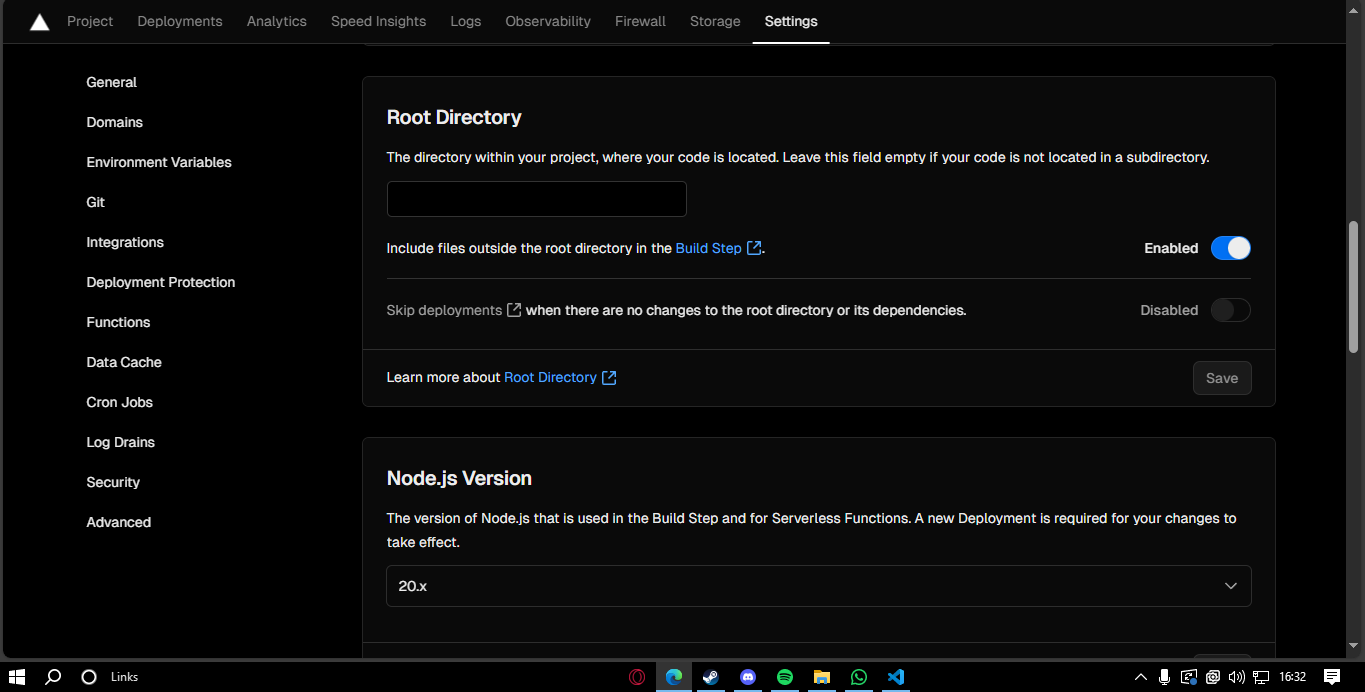 Project Deployments Analytics Speed Insights Logs Observability Firewall Storage Settings
General
Domains
Environment Variables
Git
Integrations
Deployment Protection
Functions
Data Cache
Cron Jobs
Log Drains
Security
Advanced
Root Directory
The directory within your project, where your code is located. Leave this field empty if your code is not located in a subdirectory.
Include files outside the root directory in the Build Step. Enabled
Skip deployments when there are no changes to the root directory or its dependencies. Disabled
Learn more about Root Directory Save
Node.js Version
The version of Node.js that is used in the Build Step and for Serverless Functions. A new Deployment is required for your changes to
take effect.
20.x
Links 16:32